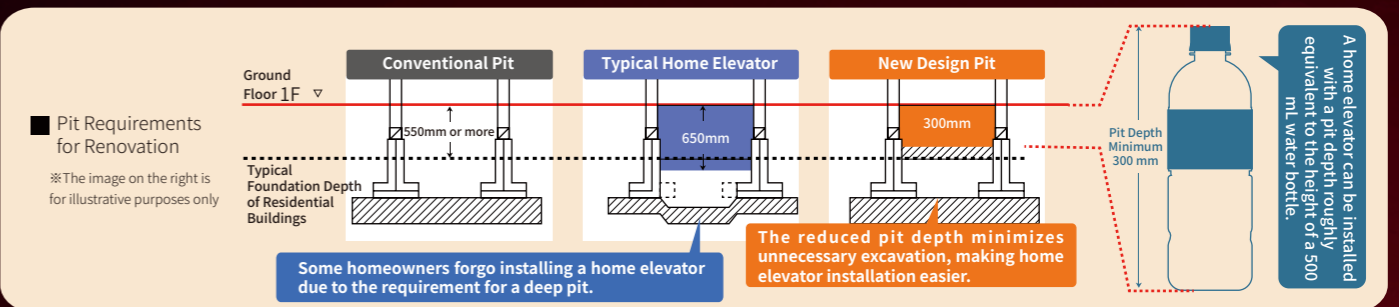 ■ Pit Requirements
for Renovation
※The image on the right is
for illustrative purposes only
Ground
Floor 1F ▽
Typical
Foundation Depth
of Residential
Buildings
Conventional Pit
550mm or more
Typical Home Elevator
650mm
Some homeowners forgo installing a home elevator
due to the requirement for a deep pit.
New Design Pit
300mm
The reduced pit depth minimizes
unnecessary excavation, making home
elevator installation easier.
Pit Depth
Minimum
300 mm
A home elevator can be installed
with a pit depth roughly
equivalent to the height of a 500
mL water bottle.